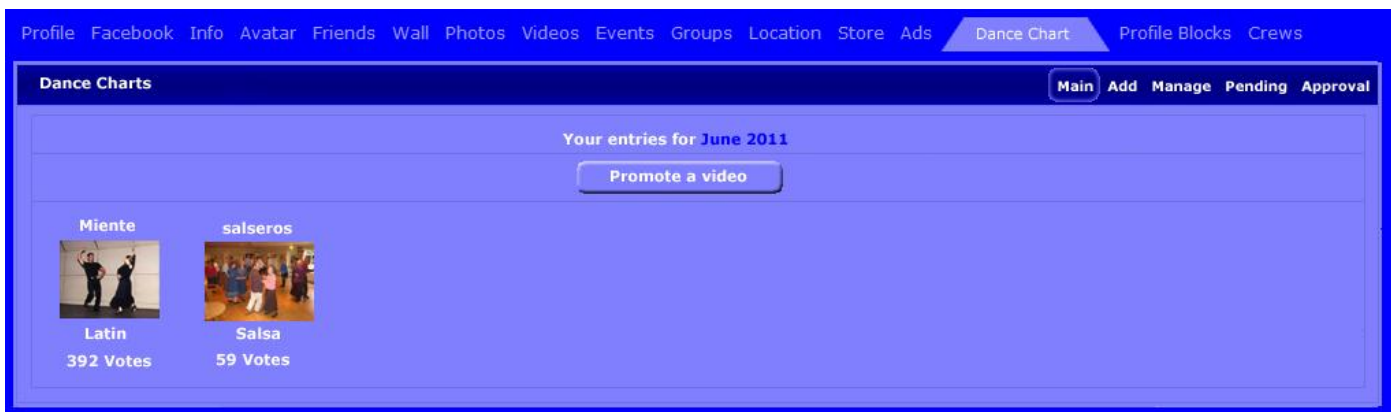 Profile Facebook Info Avatar Friends Wall Photos Videos Events Groups Location Store Ads Dance Chart Profile Blocks Crews
Dance Charts Main Add Manage Pending Approval
Your entries for June 2011
Promote a video
Miente salseros
Latin Salsa
392 Votes 59 Votes